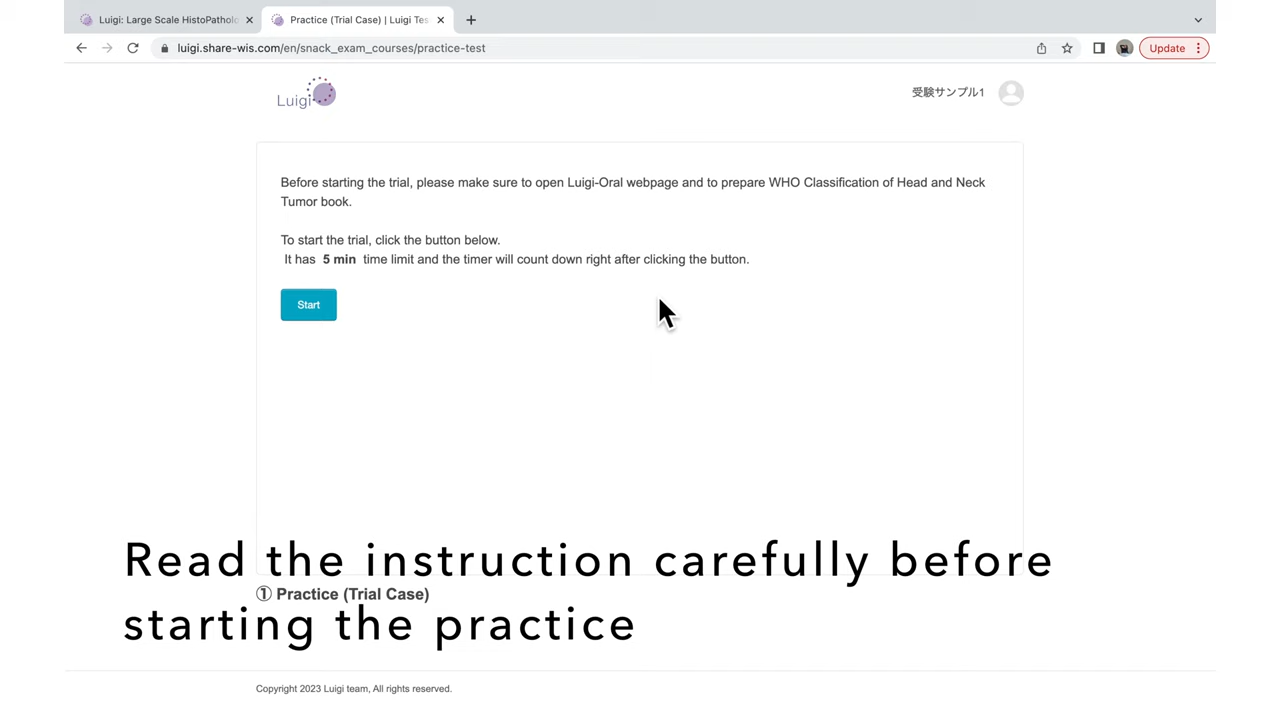 Luigi: Large Scale HistoPatholo
Practice (Trial Case) | Luigi Tes
luigi.share-wis.com/en/snack_exam_courses/practice-test
Update
Luigi
受験サンプル1
Before starting the trial, please make sure to open Luigi-Oral webpage and to prepare WHO Classification of Head and Neck
Tumor book.
To start the trial, click the button below.
It has 5 min time limit and the timer will count down right after clicking the button.
Start
Read the instruction carefully before
① Practice (Trial Case)
starting the practice
Copyright 2023 Luigi team, All rights reserved.